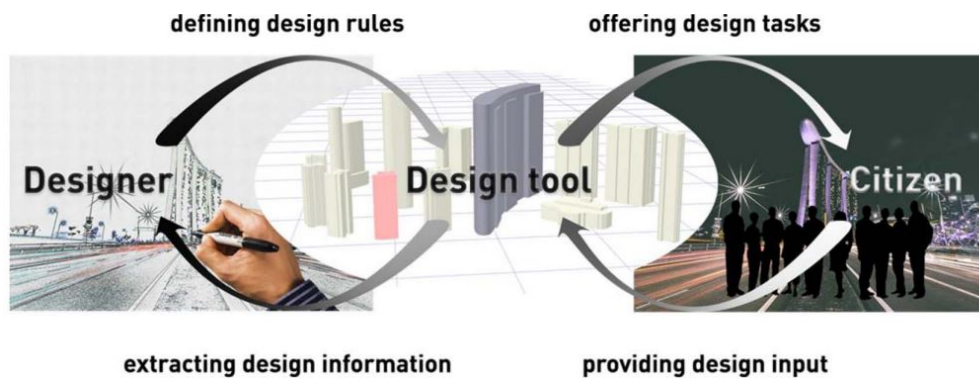 defining design rules
offering design tasks
Designer
Design tool
Citizen
extracting design information
providing design input